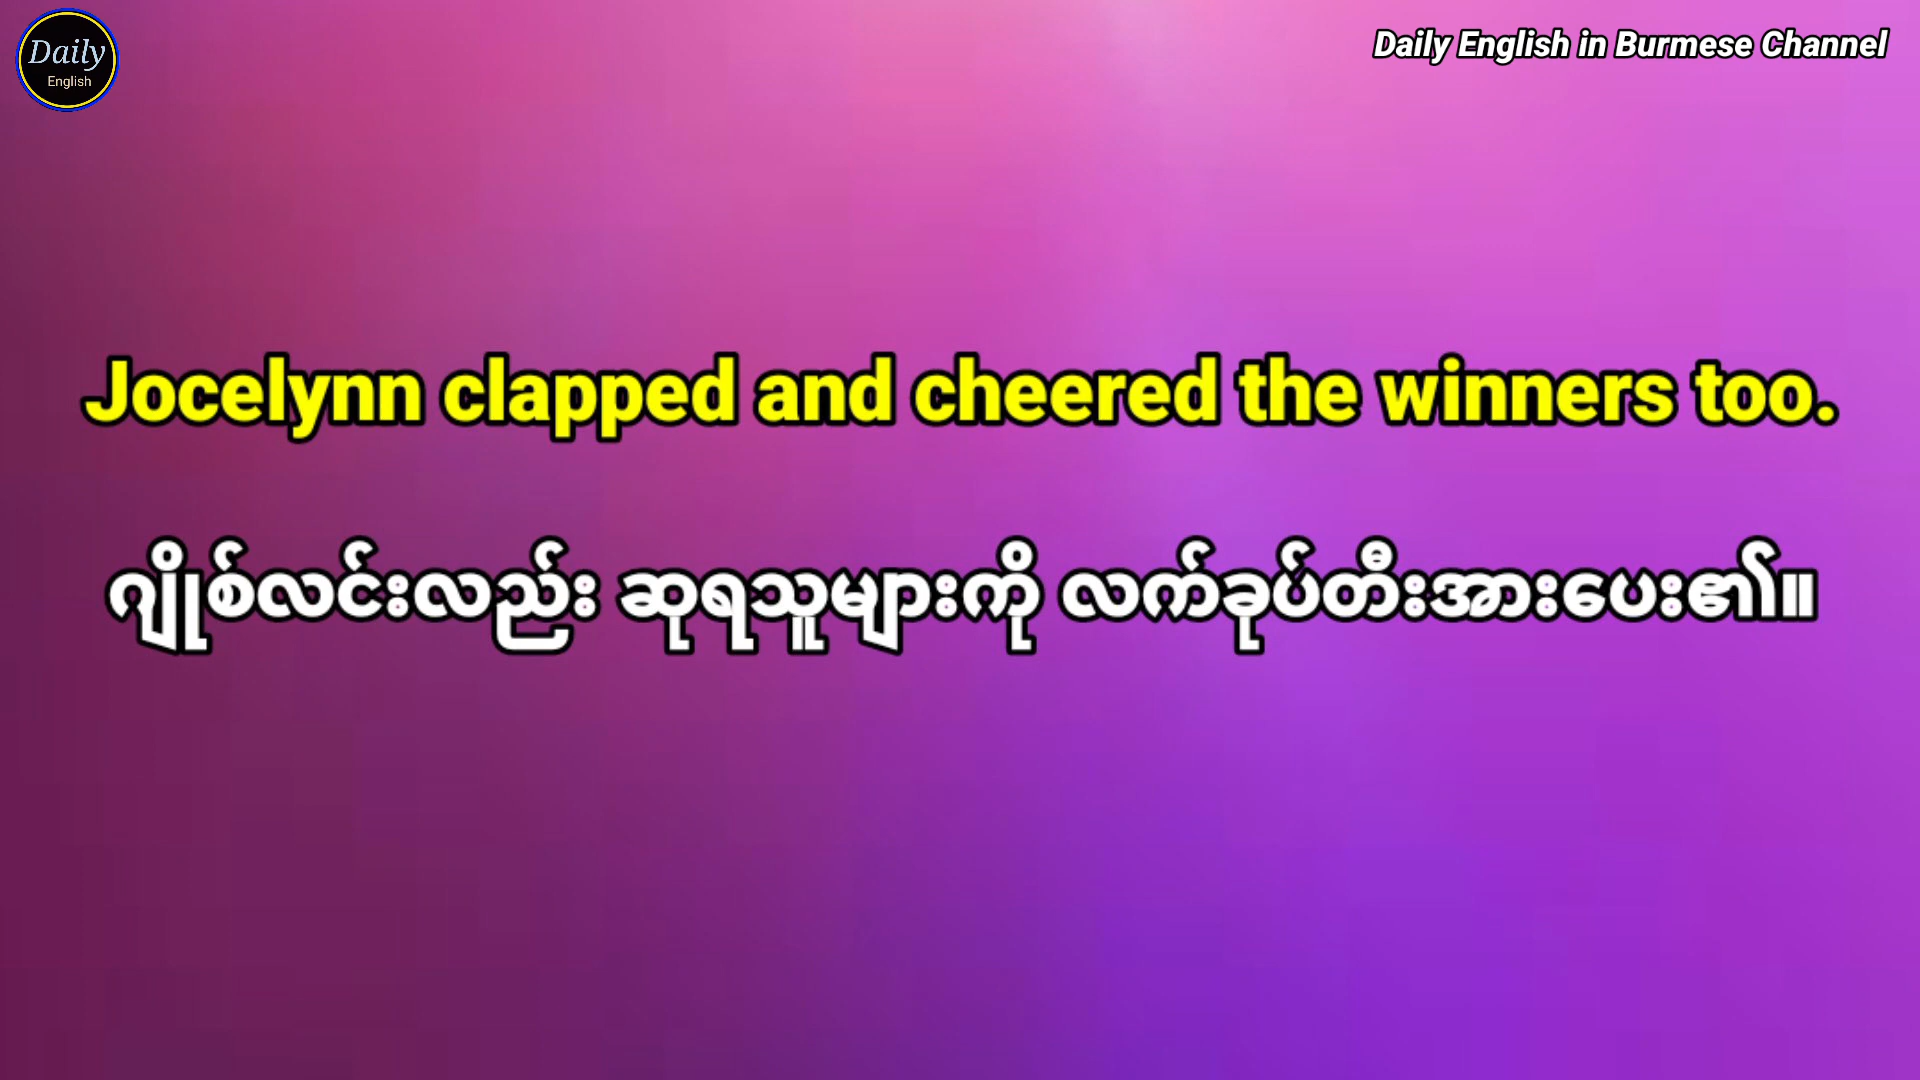 Daily
English
Daily English in Burmese Channel
Jocelynn clapped and cheered the winners too.
ဂျိုစ်လင်းလည်း ဆုရသူများကို လက်ခုပ်တီးအားပေး၏။